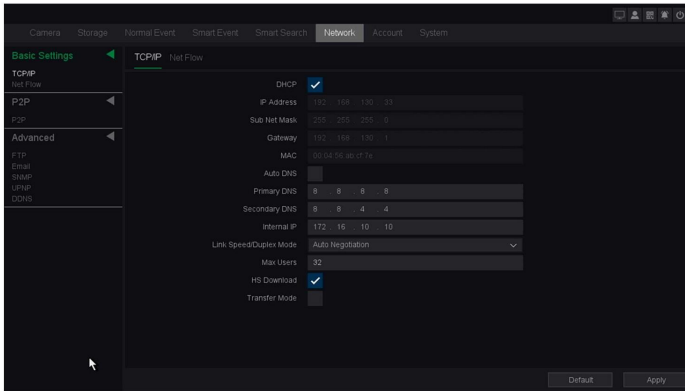 Camera Storage Normal Event Smart Event Smart Search Network Account System
Basic Settings
TCP/IP Net Flow
TCP/IP
Net Flow
P2P
P2P
Advanced
FTP
Email
SNMP
UPNP
DDNS
DHCP
IP Address 192 . 168 . 130 . 33
Sub Net Mask 255 . 255 . 255 . 0
Gateway 192 . 168 . 130 . 1
MAC 00:04:56:ab:cf:7e
Auto DNS
Primary DNS 8 . 8 . 8 . 8
Secondary DNS 8 . 8 . 4 . 4
Internal IP 172 . 16 . 10 . 10
Link Speed/Duplex Mode Auto Negotiation
Max Users 32
HS Download
Transfer Mode
Default Apply